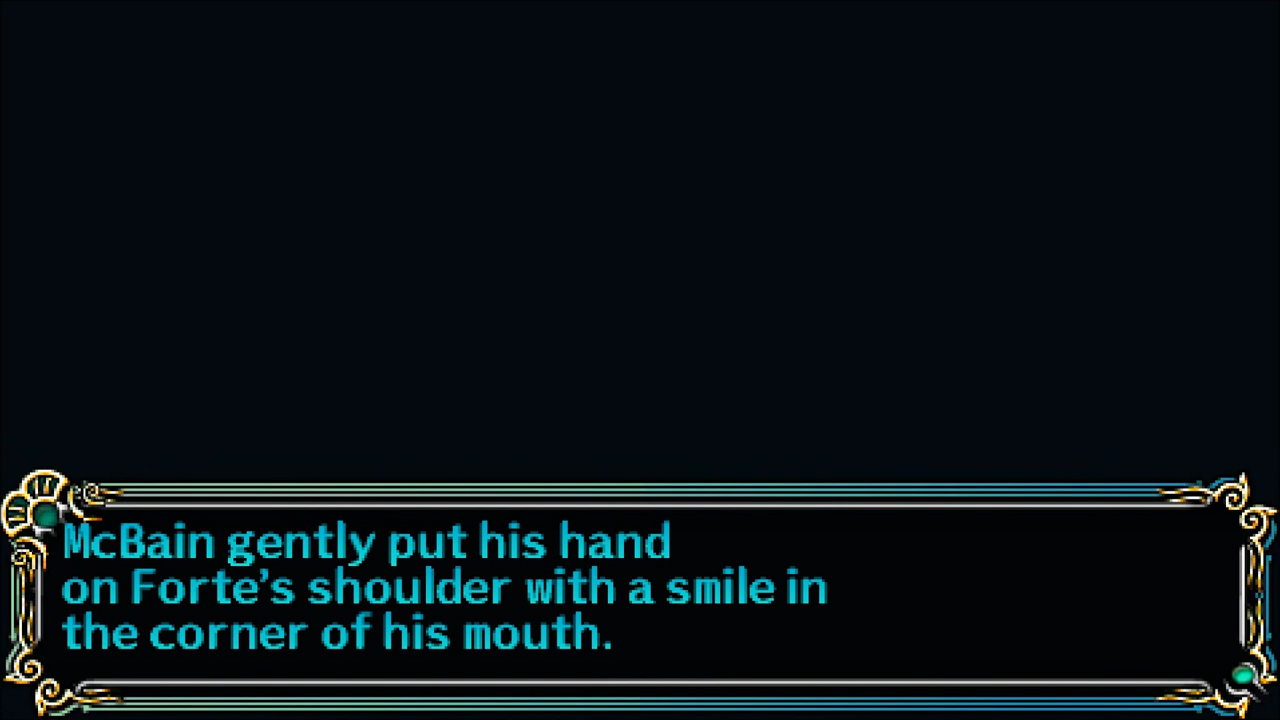 McBain gently put his hand
on Forte's shoulder with a smile in
the corner of his mouth.